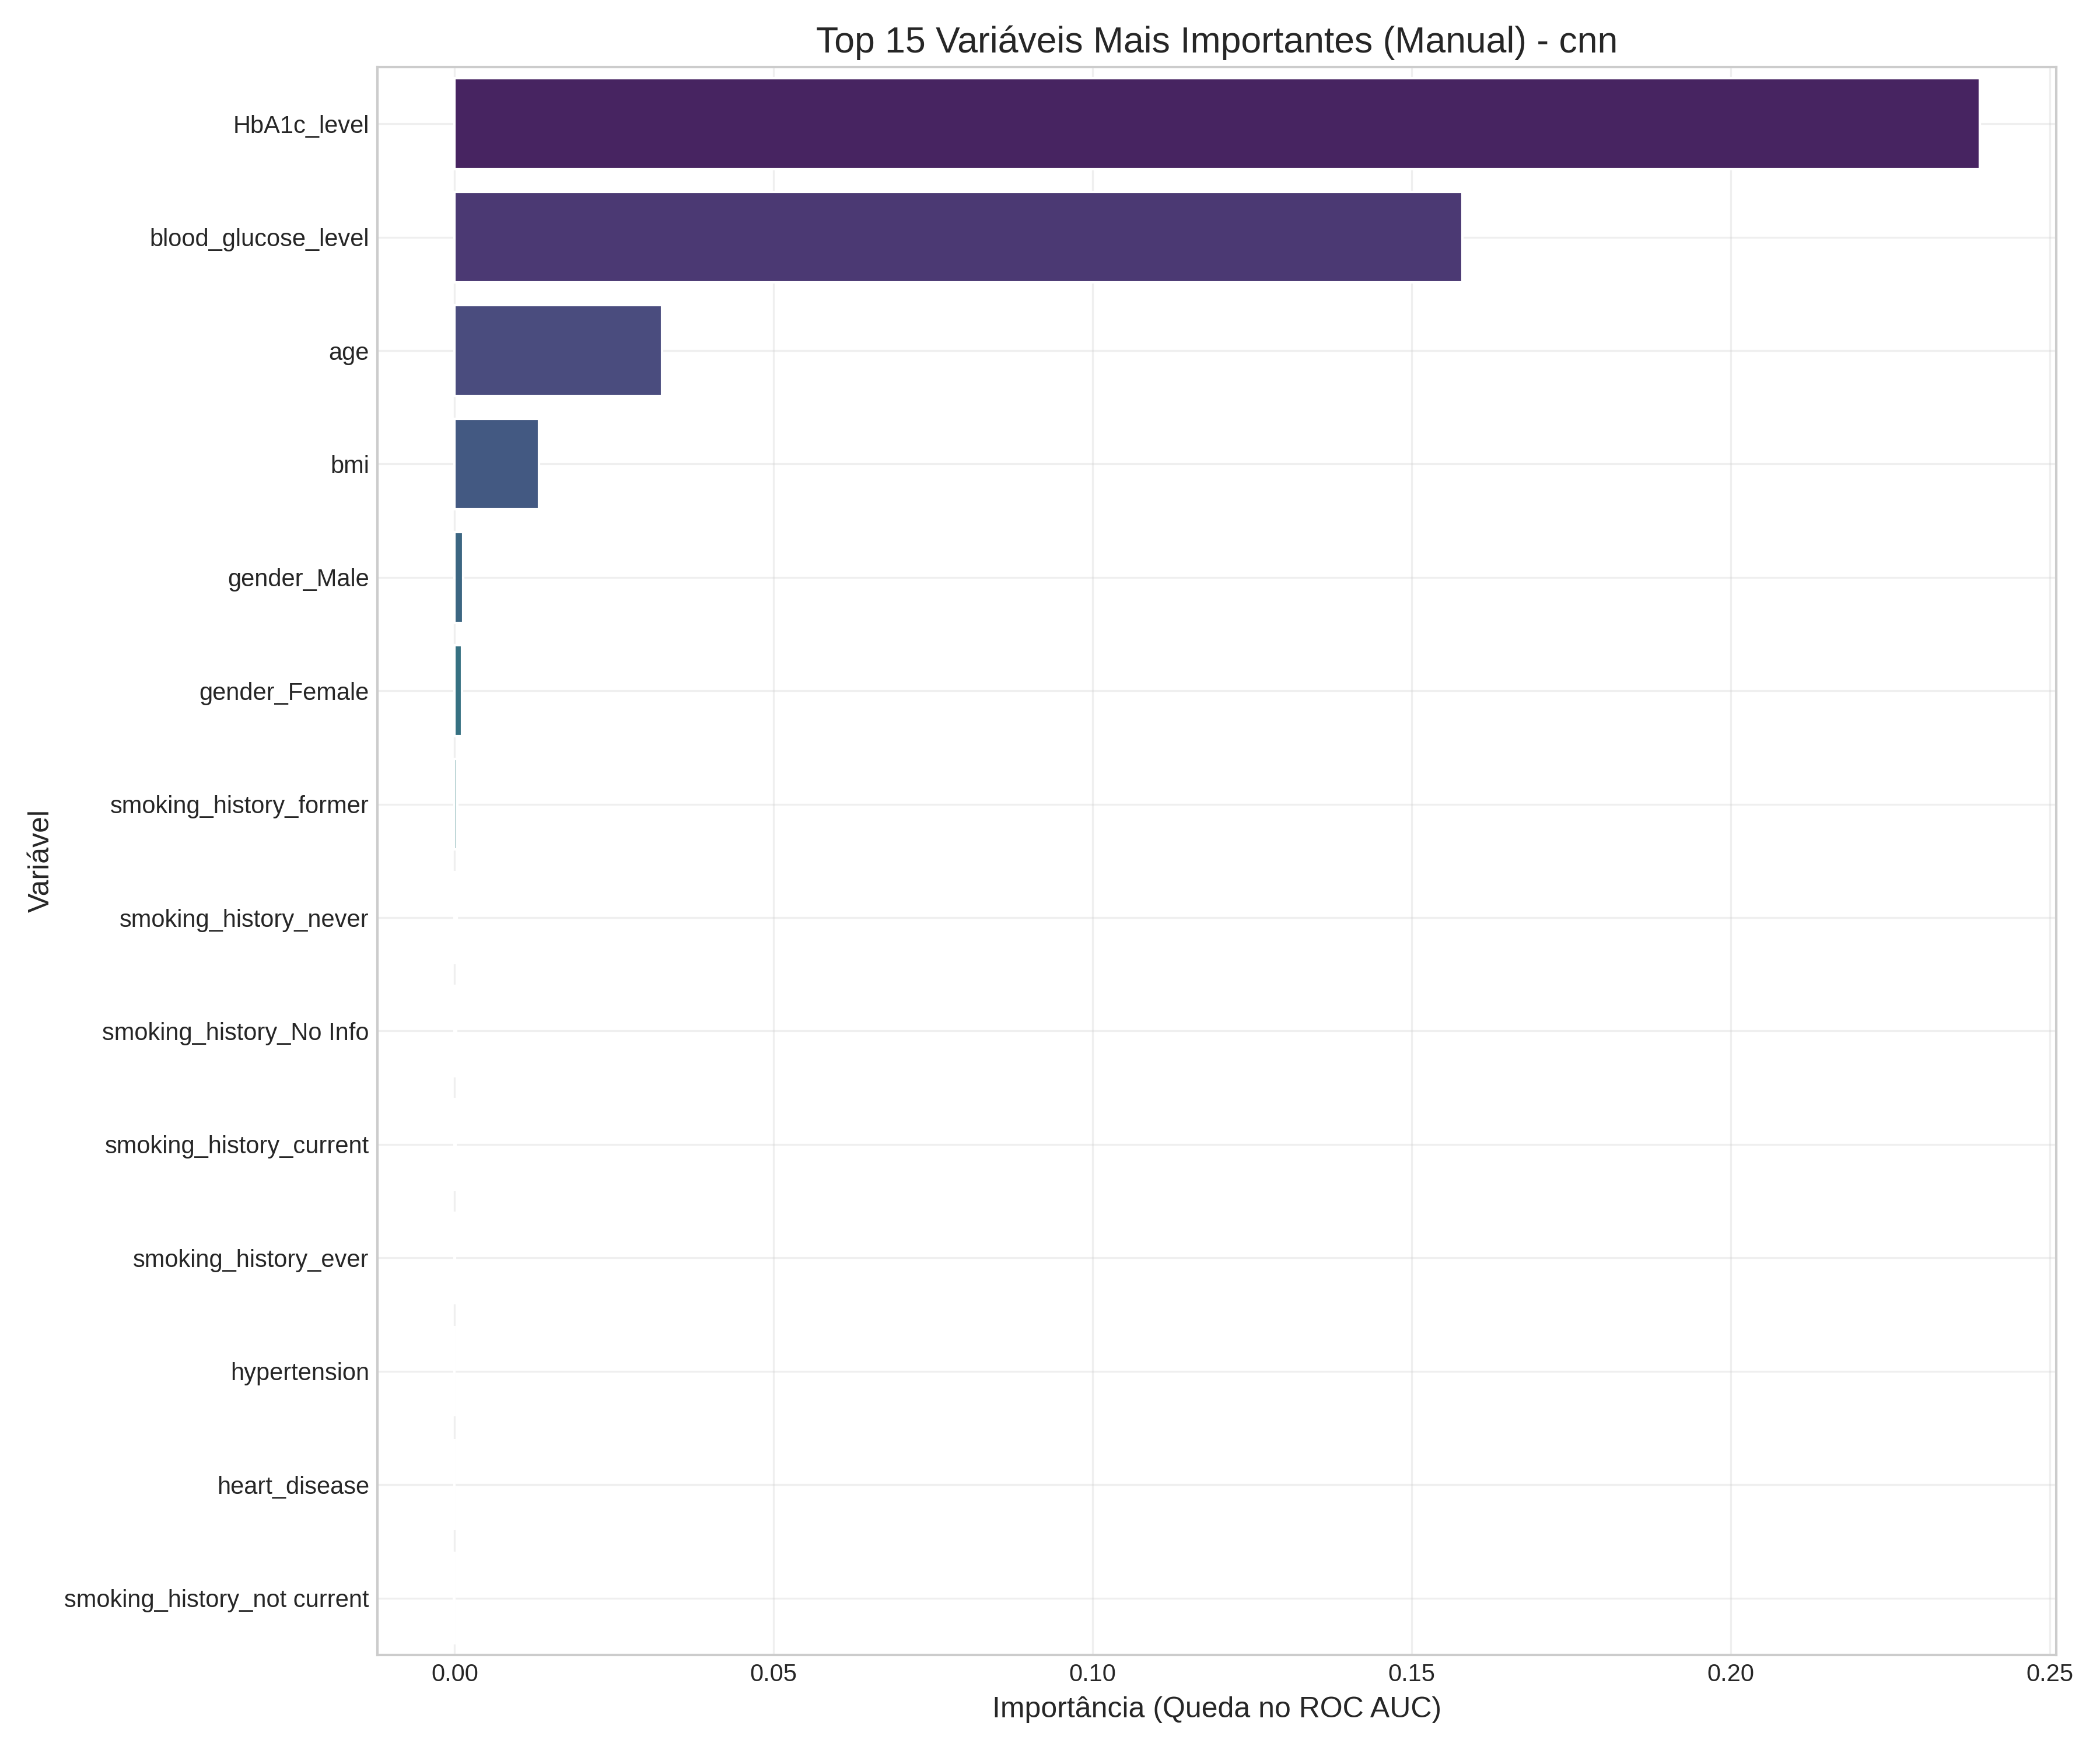 Top 15 Variáveis Mais Importantes (Manual) - cnn
HbA1c_level
blood_glucose_level
age
bmi
gender_Male
gender_Female
smoking_history_former
smoking_history_never
smoking_history_No Info
smoking_history_current
smoking_history_ever
hypertension
heart_disease
smoking_history_not current
Variável
0.00 0.05 0.10 0.15 0.20 0.25
Importância (Queda no ROC AUC)